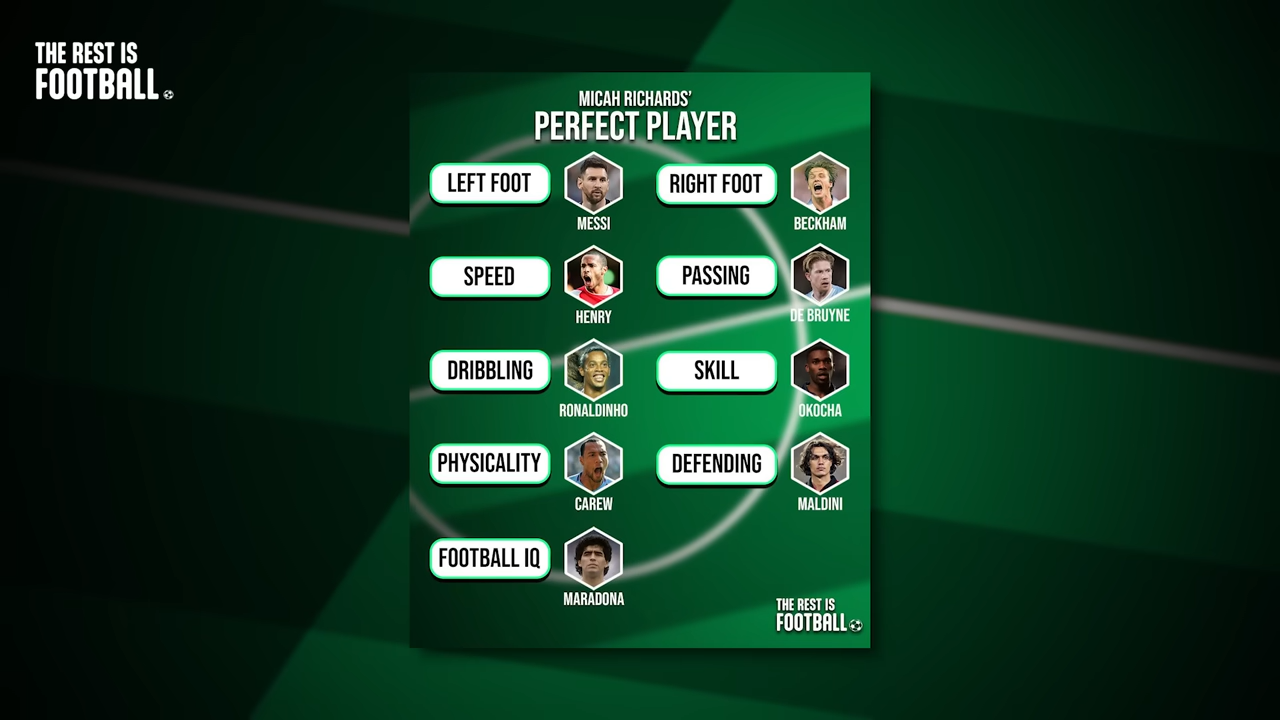 THE REST IS
FOOTBALL
MICAH RICHARDS'
PERFECT PLAYER
LEFT FOOT
MESSI
RIGHT FOOT
BECKHAM
SPEED
HENRY
PASSING
DE BRUYNE
DRIBBLING
RONALDINHO
SKILL
OKOCHA
PHYSICALITY
CAREW
DEFENDING
MALDINI
FOOTBALL IQ
MARADONA
THE REST IS
FOOTBALL